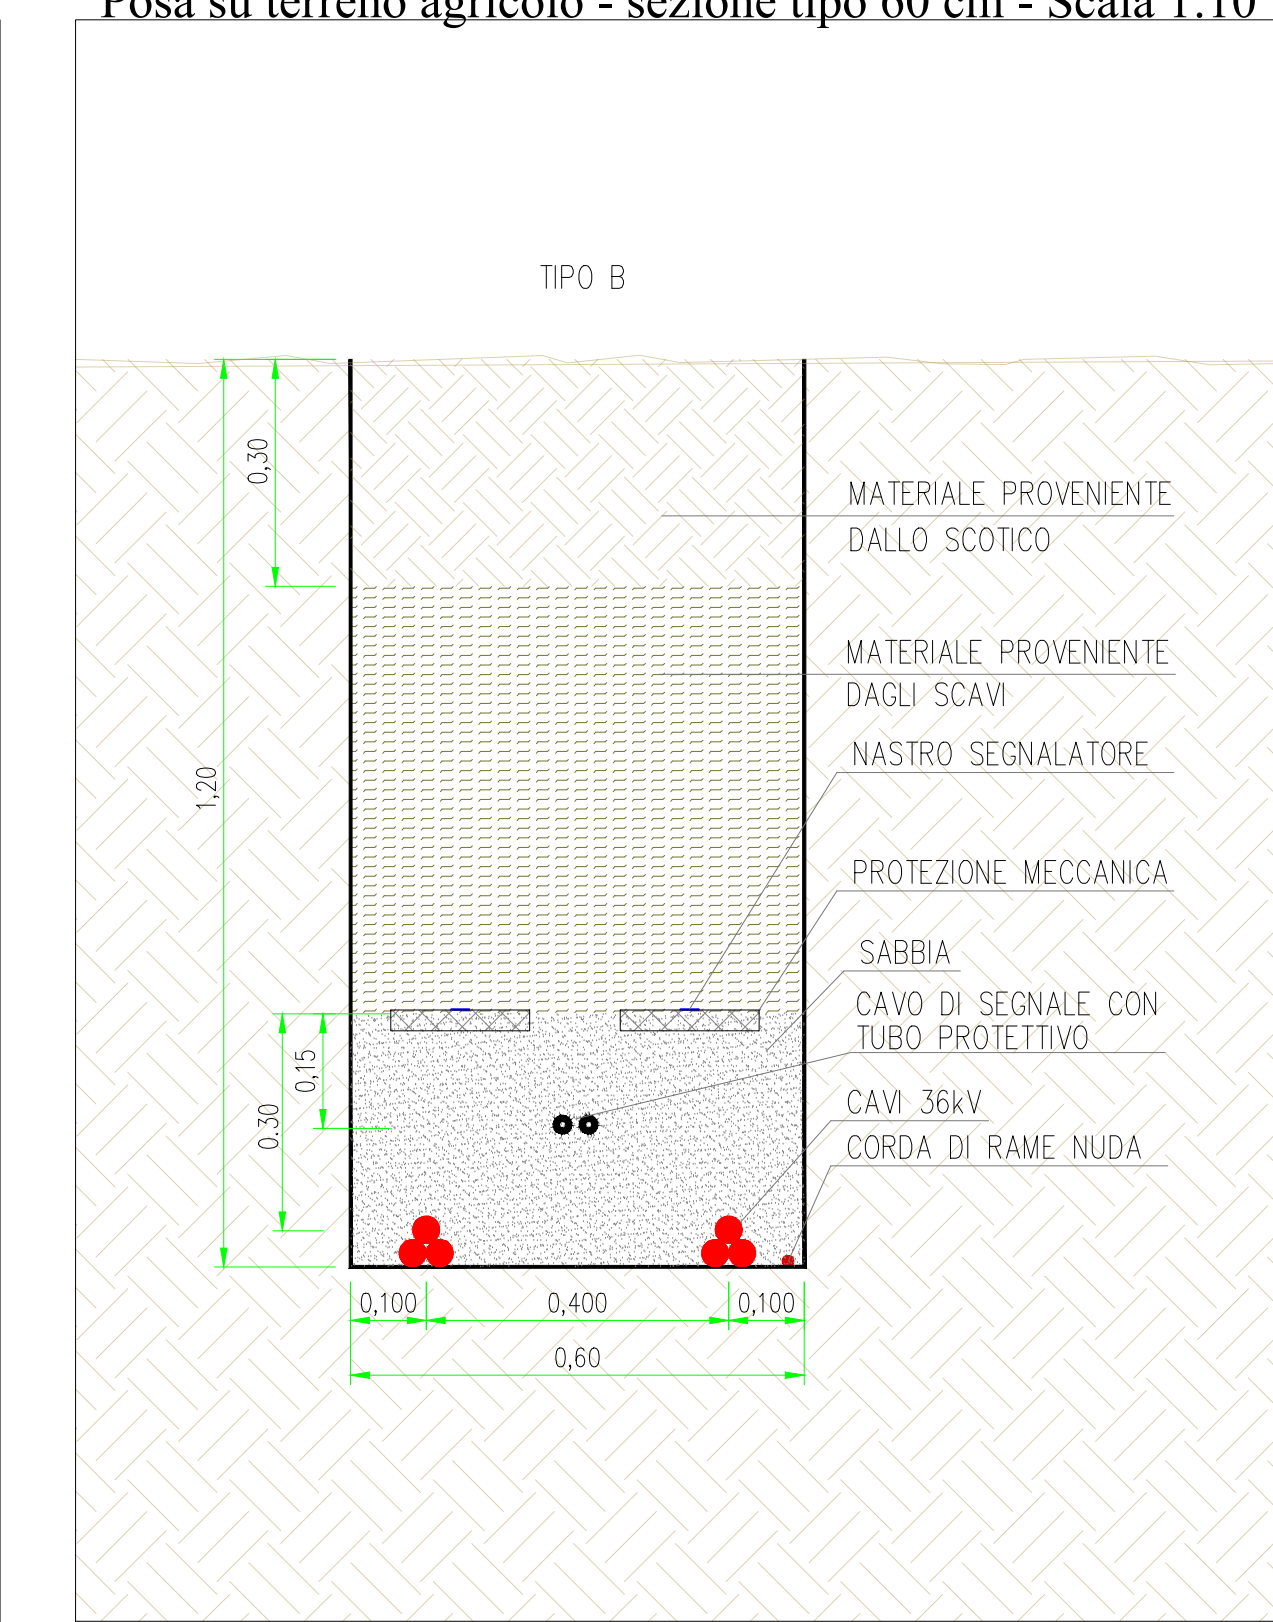 Posa su terreno agricolo - sezione tipo 60 cm - Scala 1:10
TIPO B
0,30
MATERIALE PROVENIENTE
DALLO SCOTICO
MATERIALE PROVENIENTE
DAGLI SCAVI
NASTRO SEGNALATORE
1,20
PROTEZIONE MECCANICA
SABBIA
CAVO DI SEGNALE CON
TUBO PROTETTIVO
0,15
0.30
CAVI 36kV
CORDA DI RAME NUDA
0,100 0,400 0,100
0,60